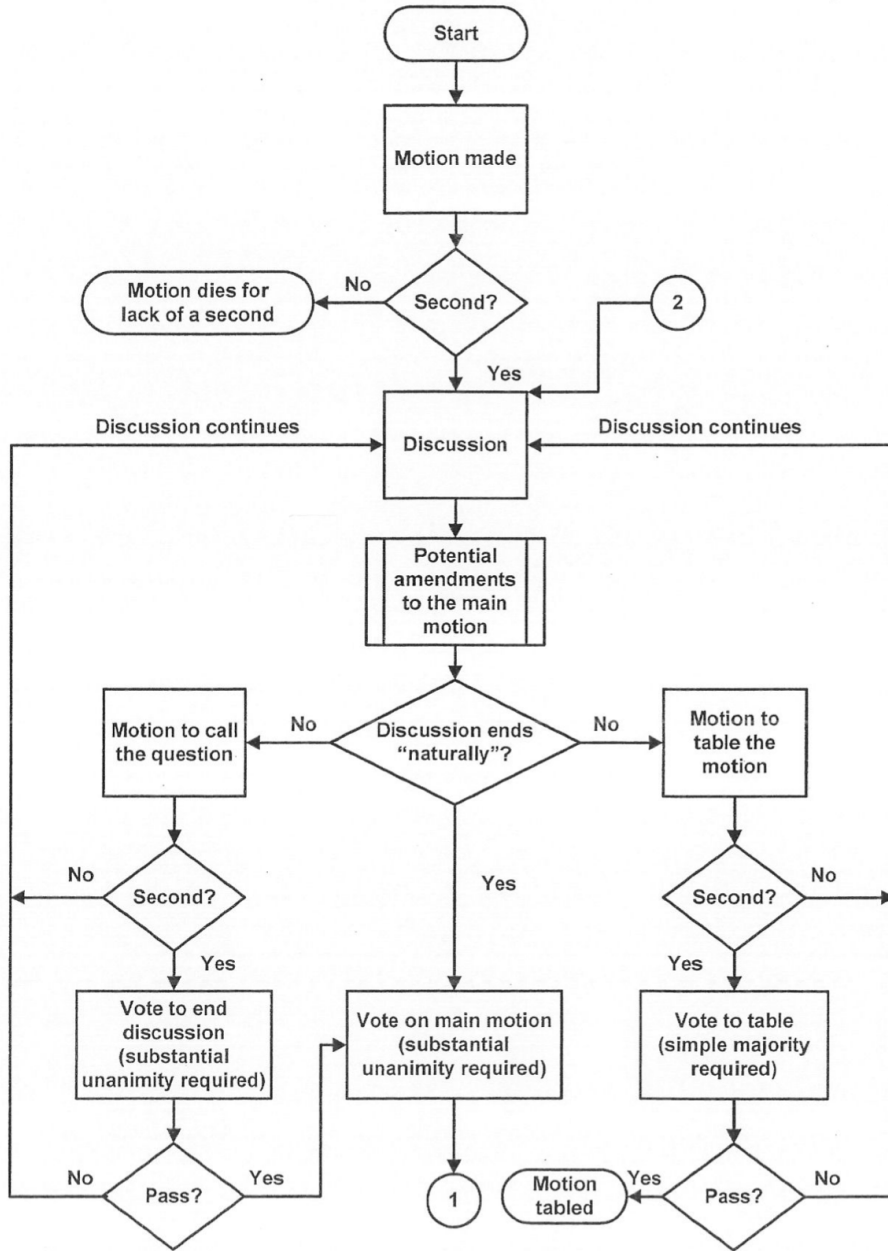 Start
Motion made
Second?
No
Motion dies for
lack of a second
2
Yes
Discussion continues
Discussion
Discussion continues
Potential
amendments
to the main
motion
Discussion ends
“naturally”?
No
No
Motion to call
the question
Motion to
table the
motion
Yes
Second?
No
Yes
Second?
No
Yes
Vote to end
discussion
(substantial
unanimity required)
Vote on main motion
(substantial
unanimity required)
Vote to table
(simple majority
required)
Pass?
No
Yes
1
Motion
tabled
Yes
Pass?
No